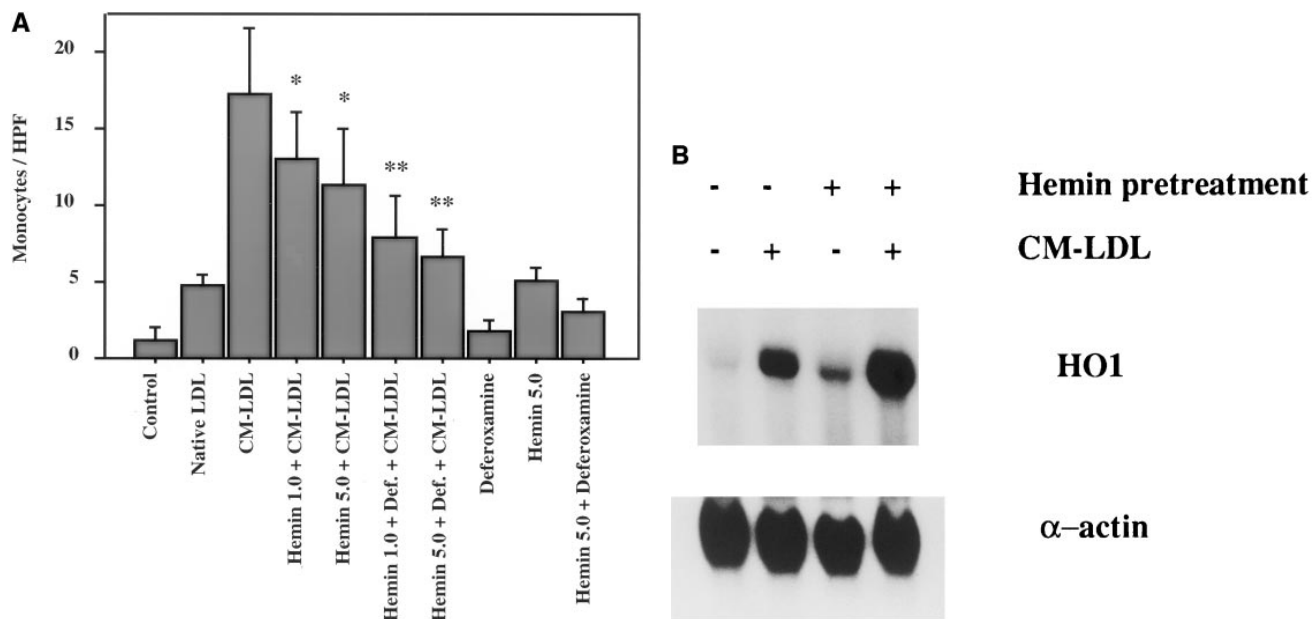 A
20
15
10
5
0
Monocytes / HPF
*
*
**
**
Control
Native LDL
CM-LDL
Hemin 1.0 + CM-LDL
Hemin 5.0 + CM-LDL
Hemin 1.0 + Def. + CM-LDL
Hemin 5.0 + Def. + CM-LDL
Deferoxamine
Hemin 5.0
Hemin 5.0 + Deferoxamine
B
- - + + Hemin pretreatment
- + - + CM-LDL
HO1
α–actin